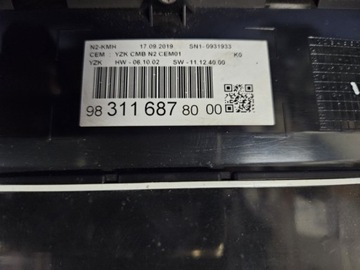 N2-KMH 17.09.2018 SN1- 0931933
CEM : YZK CMB N2 CEM01 K0
YZK HW - 06.10.02 SW - 11.12.40.00
98 311 687 80 00